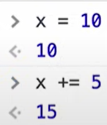 > x = 10
<· 10
> x += 5
<· 15